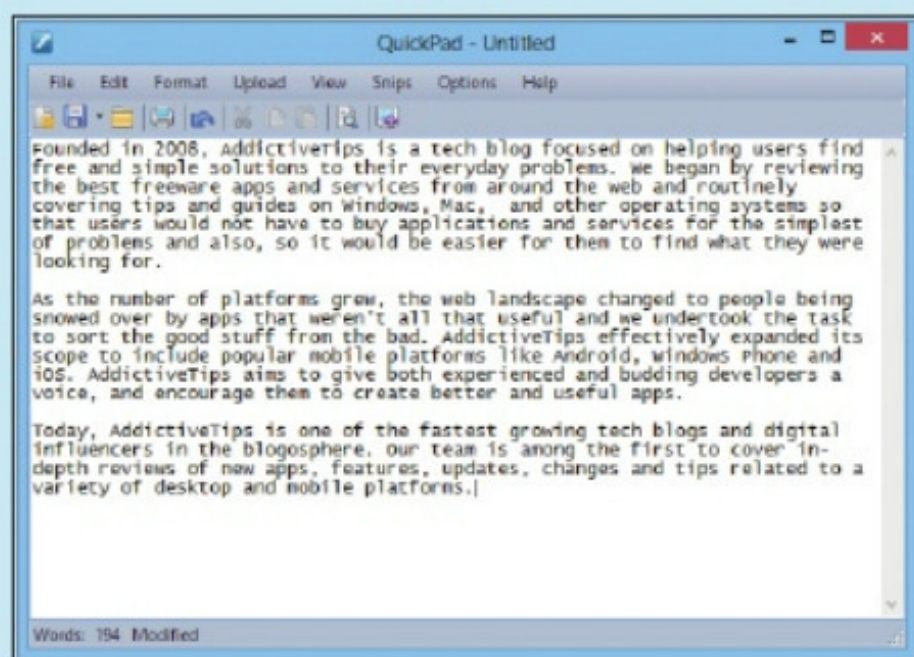 QuickPad - Untitled
File Edit Format Upload View Snips Options Help
Founded in 2008, AddictiveTips is a tech blog focused on helping users find
free and simple solutions to their everyday problems. We began by reviewing
the best freeware apps and services from around the web and routinely
covering tips and guides on Windows, Mac,  and other operating systems so
that users would not have to buy applications and services for the simplest
of problems and also, so it would be easier for them to find what they were
looking for.
As the number of platforms grew, the web landscape changed to people being
snowed over by apps that weren't all that useful and we undertook the task
to sort the good stuff from the bad. AddictiveTips effectively expanded its
scope to include popular mobile platforms like Android, Windows Phone and
iOS. AddictiveTips aims to give both experienced and budding developers a
voice, and encourage them to create better and useful apps.
Today, AddictiveTips is one of the fastest growing tech blogs and digital
influencers in the blogosphere. Our team is among the first to cover in-
depth reviews of new apps, features, updates, changes and tips related to a
variety of desktop and mobile platforms.
Words: 194 Modified